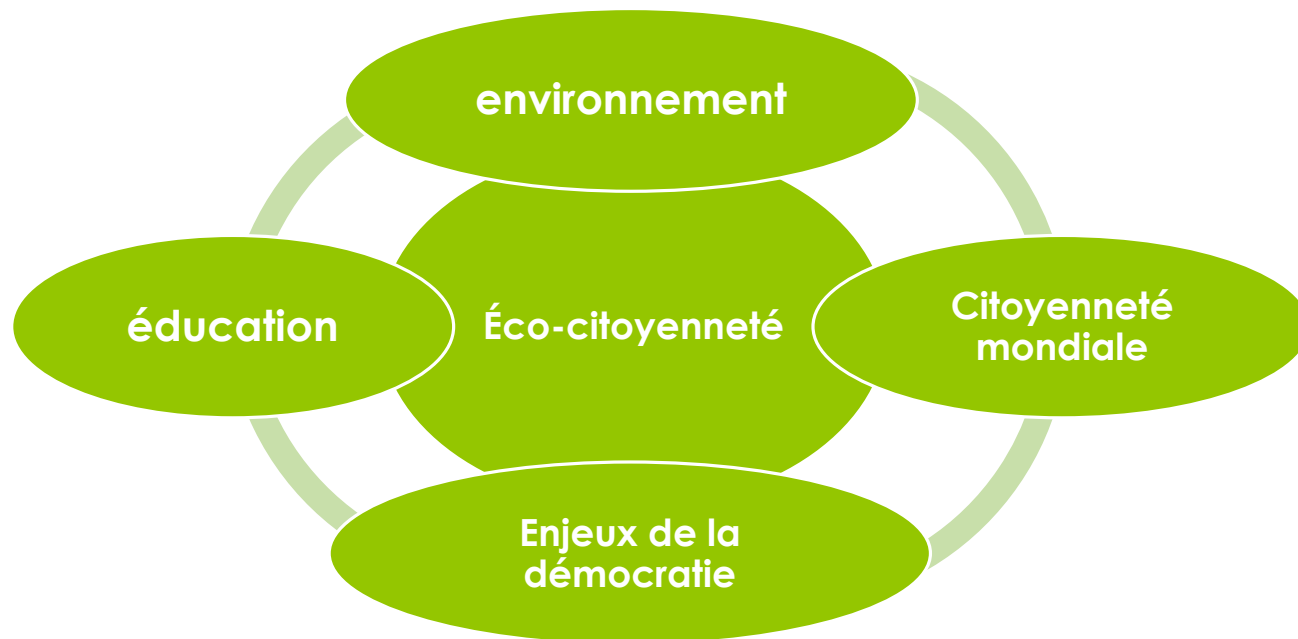 environnement
éducation
Éco-citoyenneté
Citoyenneté
mondiale
Enjeux de la
démocratie